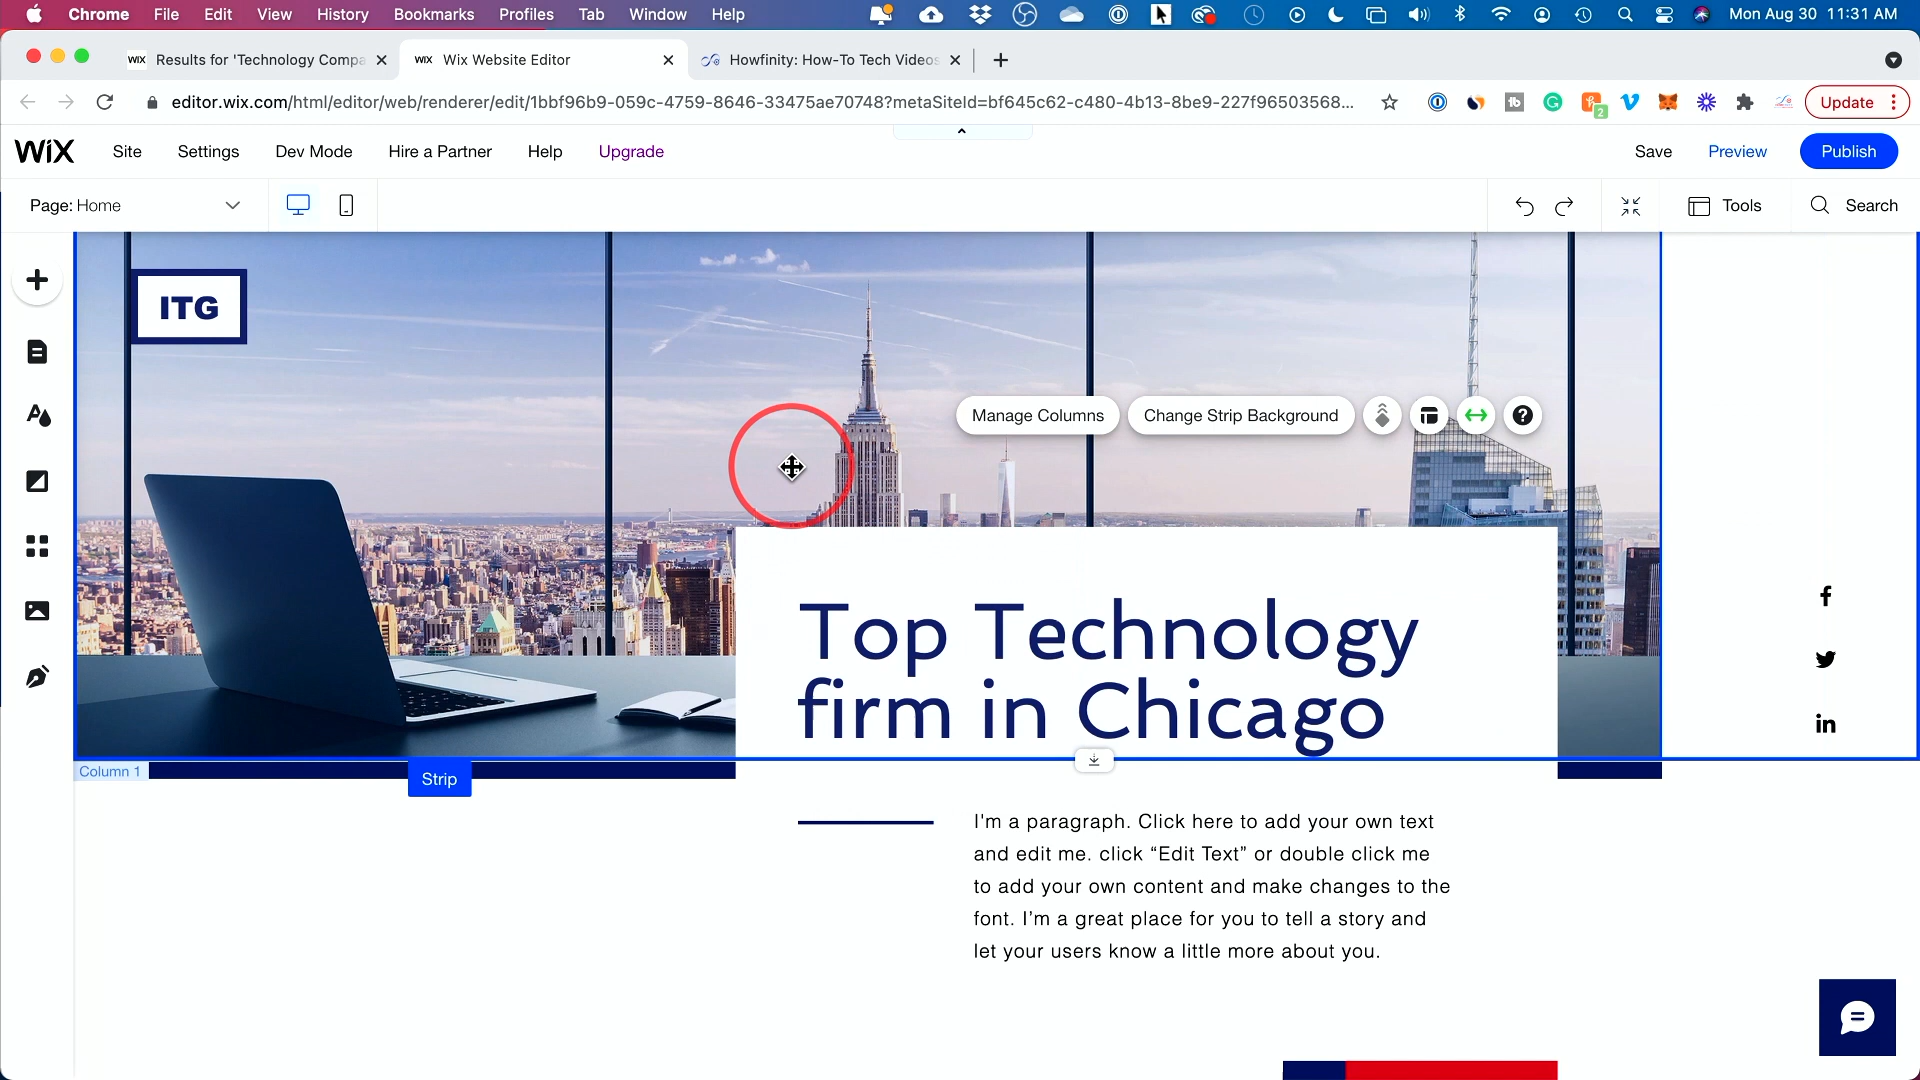 Chrome File Edit View History Bookmarks Profiles Tab Window Help Mon Aug 30 11:31 AM
WiX Results for 'Technology Compa WiX Wix Website Editor Howfinity: How-To Tech Videos
editor.wix.com/html/editor/web/renderer/edit/1bbf96b9-059c-4759-8646-33475ae70748?metaSiteId=bf645c62-c480-4b13-8be9-227f96503568... 2 Update
WiX Site Settings Dev Mode Hire a Partner Help Upgrade Save Preview Publish
Page: Home Tools Search
ITG
Manage Columns Change Strip Background
Top Technology
firm in Chicago
Column 1
Strip
I'm a paragraph. Click here to add your own text
and edit me. click “Edit Text” or double click me
to add your own content and make changes to the
font. I’m a great place for you to tell a story and
let your users know a little more about you.